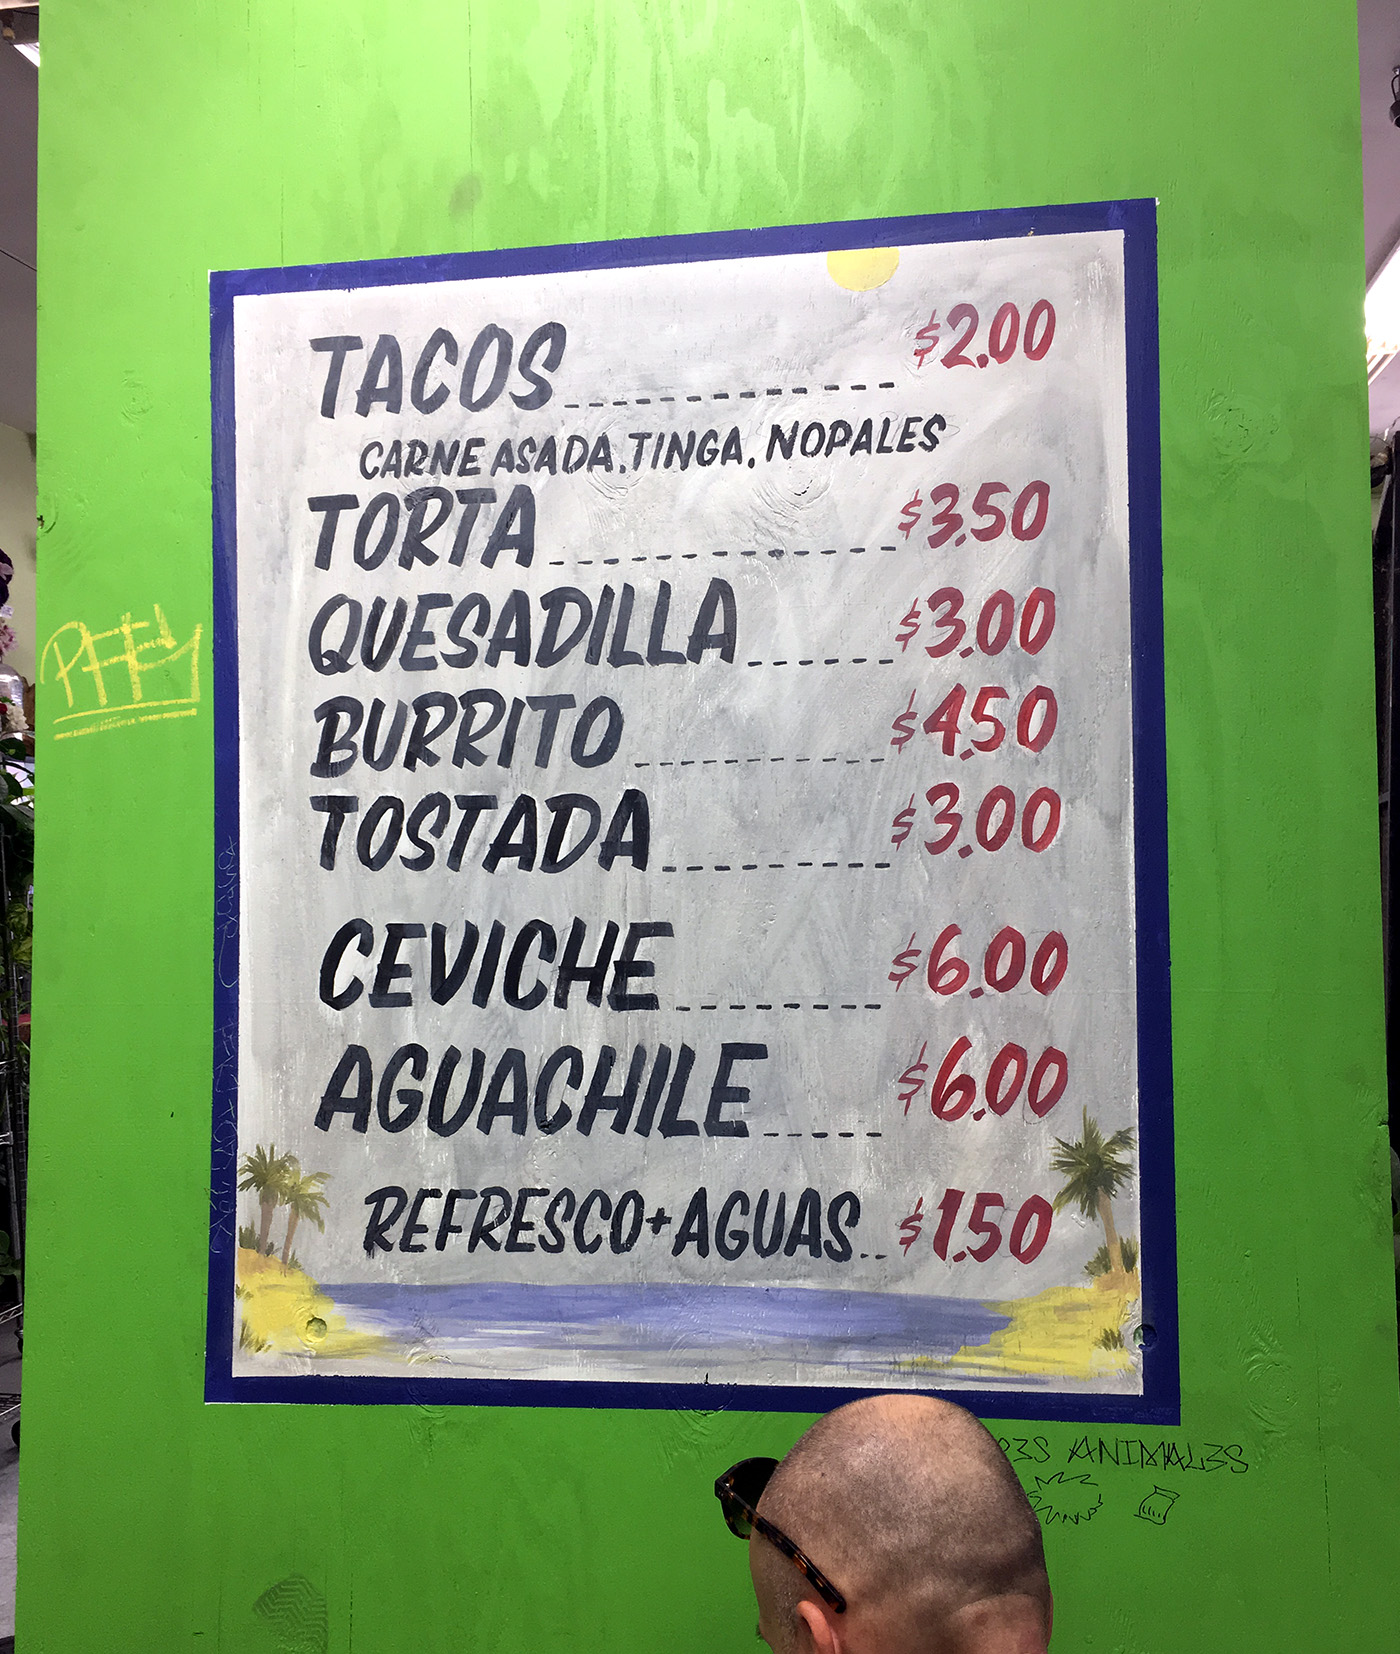 TACOS $2.00
CARNE ASADA, TINGA, NOPALES
TORTA $3.50
QUESADILLA $3.00
BURRITO $4.50
TOSTADA $3.00
CEVICHE $6.00
AGUACHILE $6.00
REFRESCO + AGUAS $1.50
ANIMAL3S